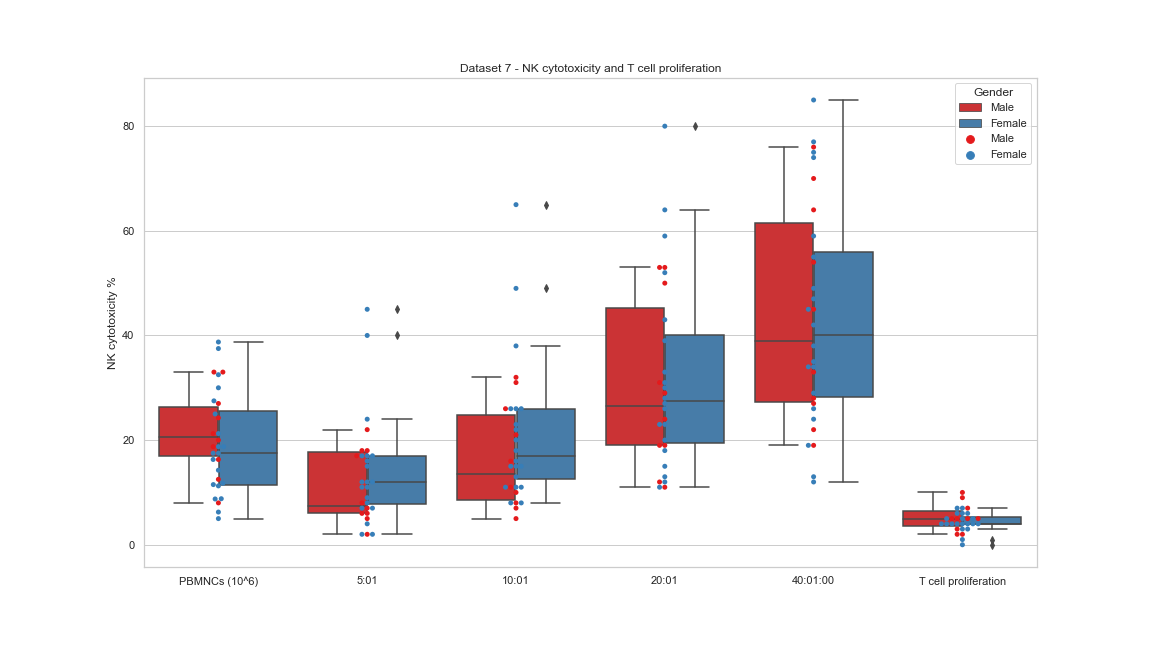 Dataset 7 - NK cytotoxicity and T cell proliferation
Gender
Male
Female
Male
Female
NK cytotoxicity %
80
60
40
20
0
PBMNCs (10^6)
5:01
10:01
20:01
40:01:00
T cell proliferation